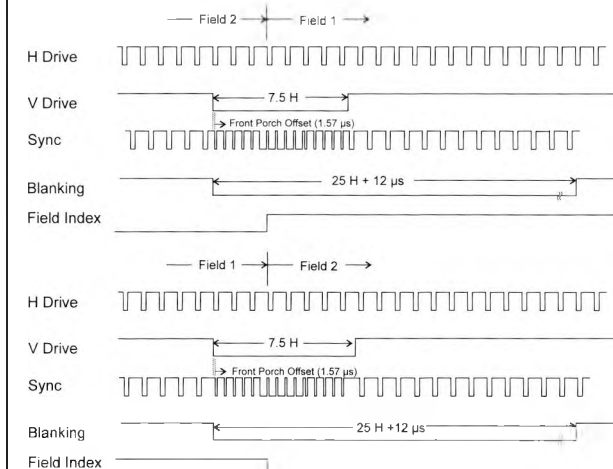 Field 2 Field 1
H Drive
V Drive 7.5 H
Front Porch Offset (1.57 µs)
Sync
Blanking 25 H + 12 µs
Field Index
Field 1 Field 2
H Drive
V Drive 7.5 H
Front Porch Offset (1.57 µs)
Sync
Blanking 25 H +12 µs
Field Index